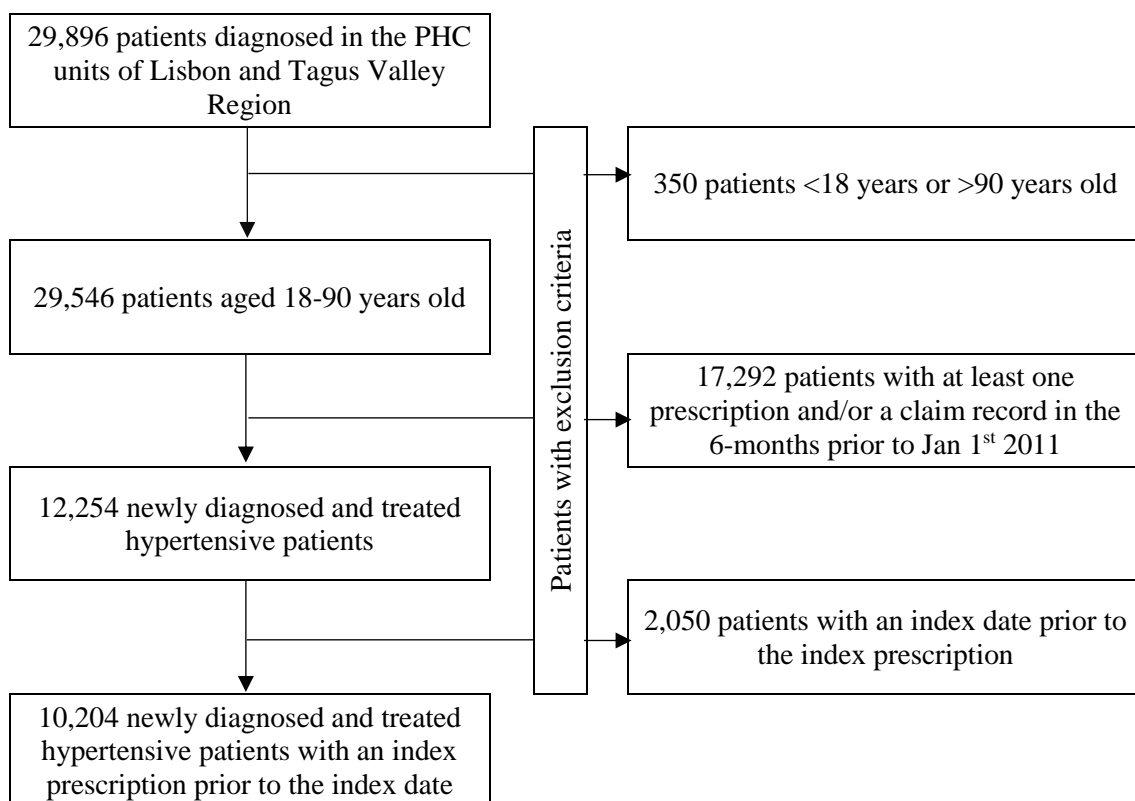 29,896 patients diagnosed in the PHC
units of Lisbon and Tagus Valley
Region
350 patients <18 years or >90 years old
29,546 patients aged 18-90 years old
Patients with exclusion criteria
17,292 patients with at least one
prescription and/or a claim record in the
6-months prior to Jan 1st 2011
12,254 newly diagnosed and treated
hypertensive patients
2,050 patients with an index date prior to
the index prescription
10,204 newly diagnosed and treated
hypertensive patients with an index
prescription prior to the index date